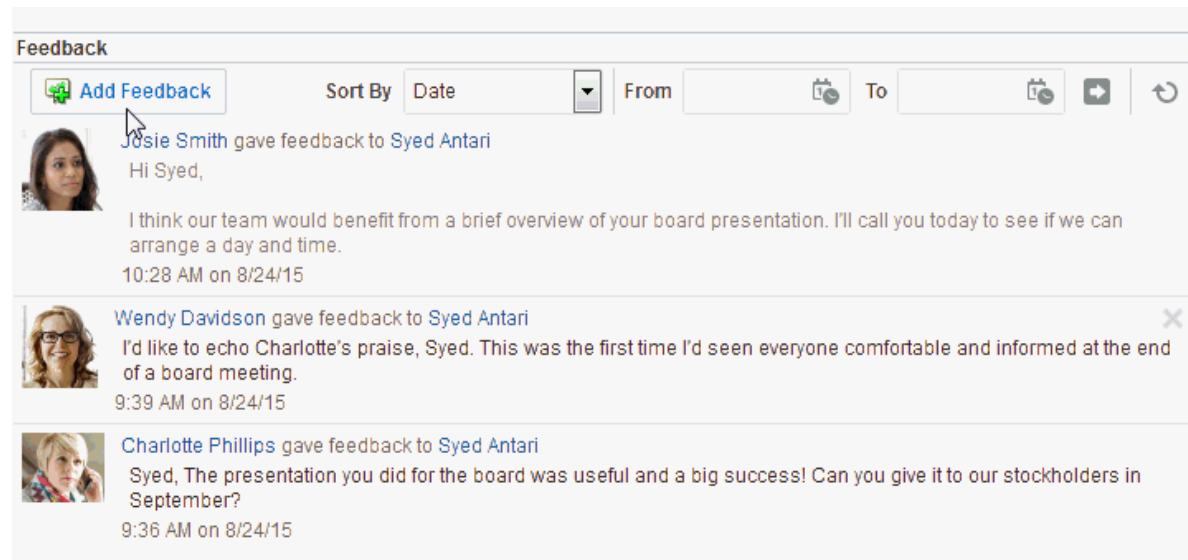 Feedback
Add Feedback Sort By Date From To
Josie Smith gave feedback to Syed Antari
Hi Syed,
I think our team would benefit from a brief overview of your board presentation. I'll call you today to see if we can
arrange a day and time.
10:28 AM on 8/24/15
Wendy Davidson gave feedback to Syed Antari
I'd like to echo Charlotte's praise, Syed. This was the first time I'd seen everyone comfortable and informed at the end
of a board meeting.
9:39 AM on 8/24/15
Charlotte Phillips gave feedback to Syed Antari
Syed, The presentation you did for the board was useful and a big success! Can you give it to our stockholders in
September?
9:36 AM on 8/24/15